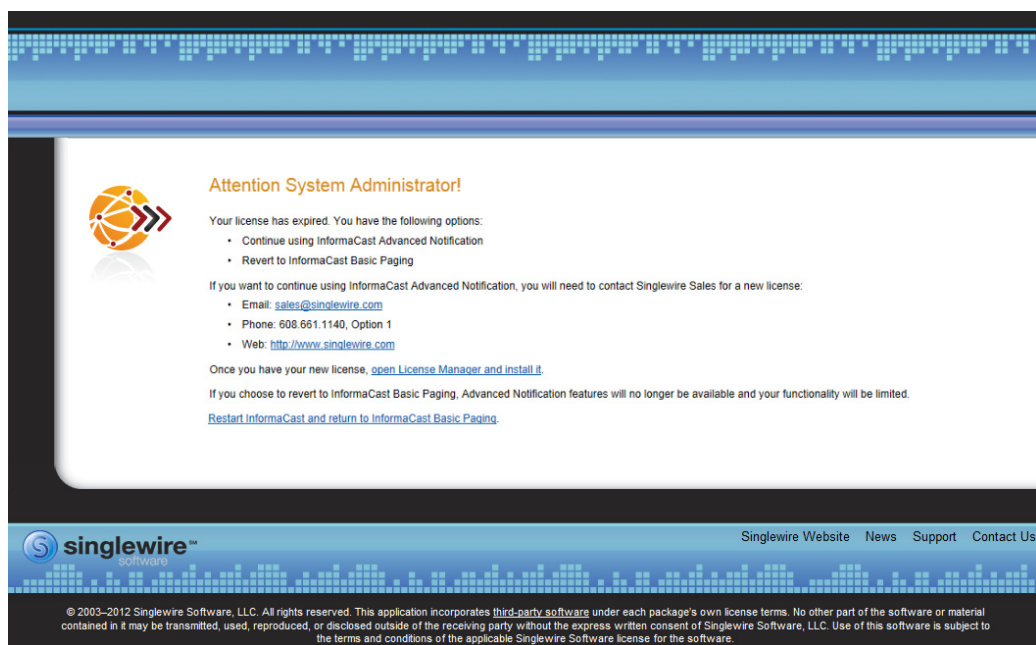 Attention System Administrator!
Your license has expired. You have the following options:
• Continue using InformaCast Advanced Notification
• Revert to InformaCast Basic Paging
If you want to continue using InformaCast Advanced Notification, you will need to contact Singlewire Sales for a new license:
• Email: sales@singlewire.com
• Phone: 608.661.1140, Option 1
• Web: http://www.singlewire.com
Once you have your new license, open License Manager and install it.
If you choose to revert to InformaCast Basic Paging, Advanced Notification features will no longer be available and your functionality will be limited.
Restart InformaCast and return to InformaCast Basic Paging.
singlewire℠
software
Singlewire Website News Support Contact Us
© 2003–2012 Singlewire Software, LLC. All rights reserved. This application incorporates third-party software under each package's own license terms. No other part of the software or material
contained in it may be transmitted, used, reproduced, or disclosed outside of the receiving party without the express written consent of Singlewire Software, LLC. Use of this software is subject to
the terms and conditions of the applicable Singlewire Software license for the software.